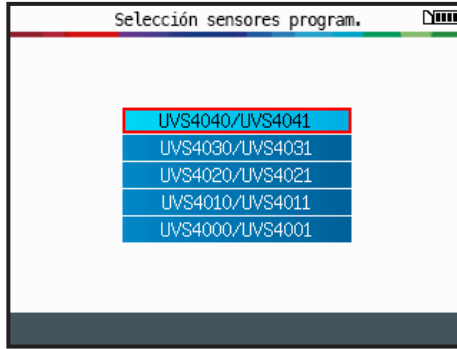 Selección sensores program.
UVS4040/UVS4041
UVS4030/UVS4031
UVS4020/UVS4021
UVS4010/UVS4011
UVS4000/UVS4001